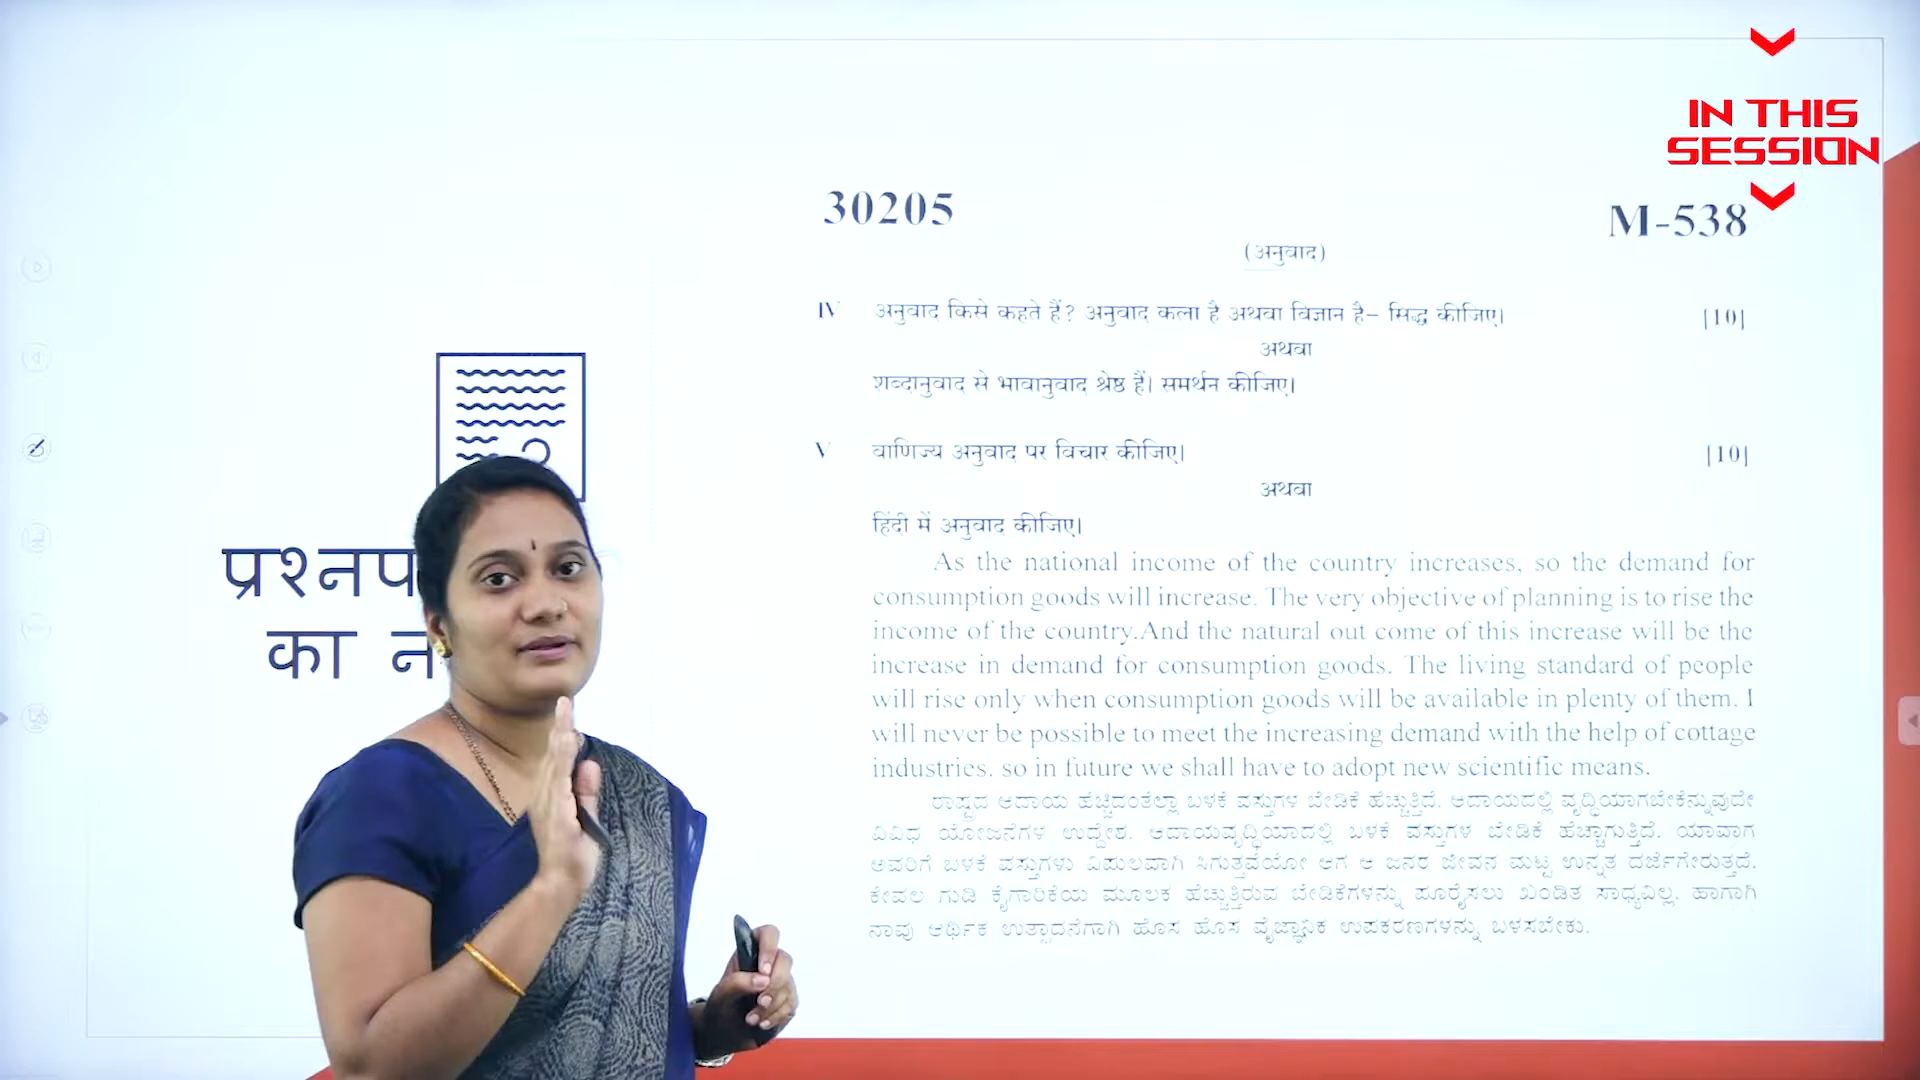 IN THIS
SESSION
30205
M-538
(अनुवाद)
IV अनुवाद किसे कहते हैं? अनुवाद कला है अथवा विज्ञान है– सिद्ध कीजिए। [10]
अथवा
शब्दानुवाद से भावानुवाद श्रेष्ठ हैं। समर्थन कीजिए।
V वाणिज्य अनुवाद पर विचार कीजिए। [10]
अथवा
हिंदी में अनुवाद कीजिए।
As the national income of the country increases, so the demand for
consumption goods will increase. The very objective of planning is to rise the
income of the country.And the natural out come of this increase will be the
increase in demand for consumption goods. The living standard of people
will rise only when consumption goods will be available in plenty of them. I
will never be possible to meet the increasing demand with the help of cottage
industries. so in future we shall have to adopt new scientific means.
ರಾಷ್ಟ್ರದ ಆದಾಯ ಹೆಚ್ಚಿದಂತೆಲ್ಲಾ ಬಳಕೆ ವಸ್ತುಗಳ ಬೇಡಿಕೆ ಹೆಚ್ಚುತ್ತಿದೆ. ಆದಾಯದಲ್ಲಿ ವೃದ್ಧಿಯಾಗಬೇಕೆನ್ನುವುದೇ
ವಿವಿಧ ಯೋಜನೆಗಳ ಉದ್ದೇಶ. ಆದಾಯವೃದ್ಧಿಯಾದಲ್ಲಿ ಬಳಕೆ ವಸ್ತುಗಳ ಬೇಡಿಕೆ ಹೆಚ್ಚಾಗುತ್ತಿದೆ. ಯಾವಾಗ
ಅವರಿಗೆ ಬಳಕೆ ವಸ್ತುಗಳು ವಿಪುಲವಾಗಿ ಸಿಗುತ್ತವೆಯೋ ಆಗ ಆ ಜನರ ಜೀವನ ಮಟ್ಟ ಉನ್ನತ ದರ್ಜೆಗೇರುತ್ತದೆ.
ಕೇವಲ ಗುಡಿ ಕೈಗಾರಿಕೆಯ ಮೂಲಕ ಹೆಚ್ಚುತ್ತಿರುವ ಬೇಡಿಕೆಗಳನ್ನು ಪೂರೈಸಲು ಖಂಡಿತ ಸಾಧ್ಯವಿಲ್ಲ. ಹಾಗಾಗಿ
ನಾವು ಆರ್ಥಿಕ ಉತ್ಪಾದನೆಗಾಗಿ ಹೊಸ ಹೊಸ ವೈಜ್ಞಾನಿಕ ಉಪಕರಣಗಳನ್ನು ಬಳಸಬೇಕು.
प्रश्नप
का न